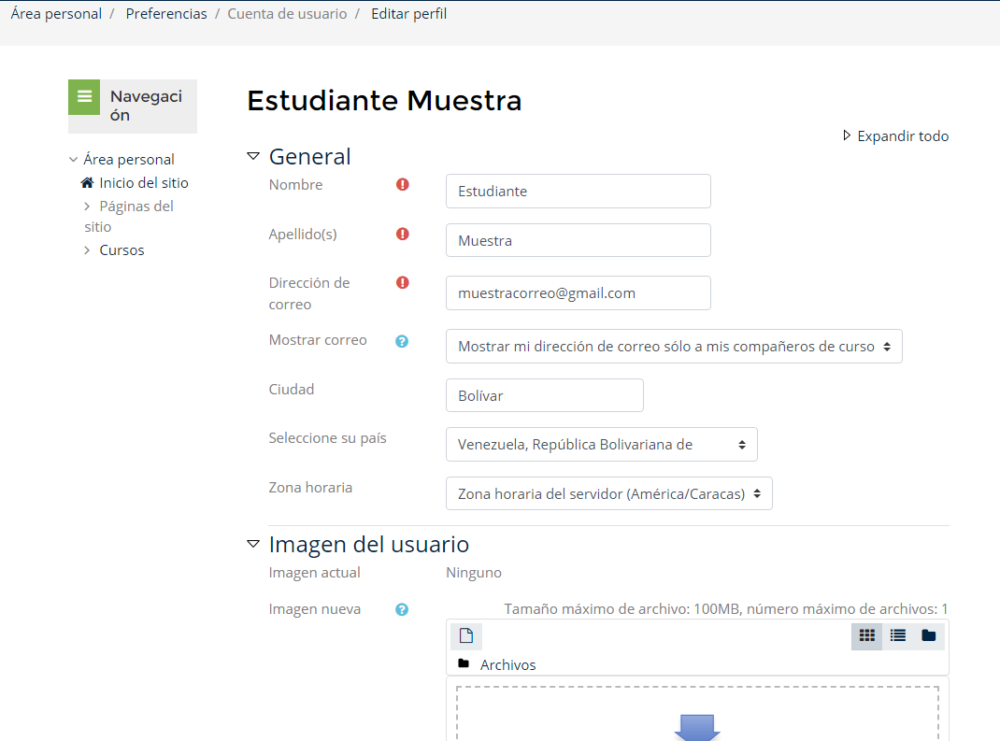 Área personal / Preferencias / Cuenta de usuario / Editar perfil
Navegaci
ón
Área personal
Inicio del sitio
Páginas del
sitio
Cursos
Estudiante Muestra
Expandir todo
General
Nombre
Estudiante
Apellido(s)
Muestra
Dirección de
correo
muestracorreo@gmail.com
Mostrar correo
Mostrar mi dirección de correo sólo a mis compañeros de curso
Ciudad
Bolívar
Seleccione su país
Venezuela, República Bolivariana de
Zona horaria
Zona horaria del servidor (América/Caracas)
Imagen del usuario
Imagen actual
Ninguno
Imagen nueva
Tamaño máximo de archivo: 100MB, número máximo de archivos: 1
Archivos